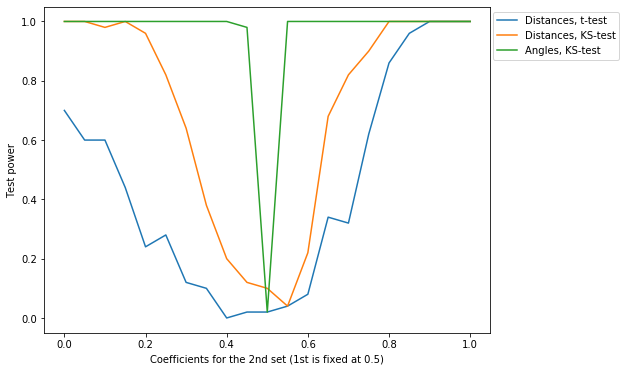 Distances, t-test
Distances, KS-test
Angles, KS-test
Test power
1.0
0.8
0.6
0.4
0.2
0.0
0.0 0.2 0.4 0.6 0.8 1.0
Coefficients for the 2nd set (1st is fixed at 0.5)